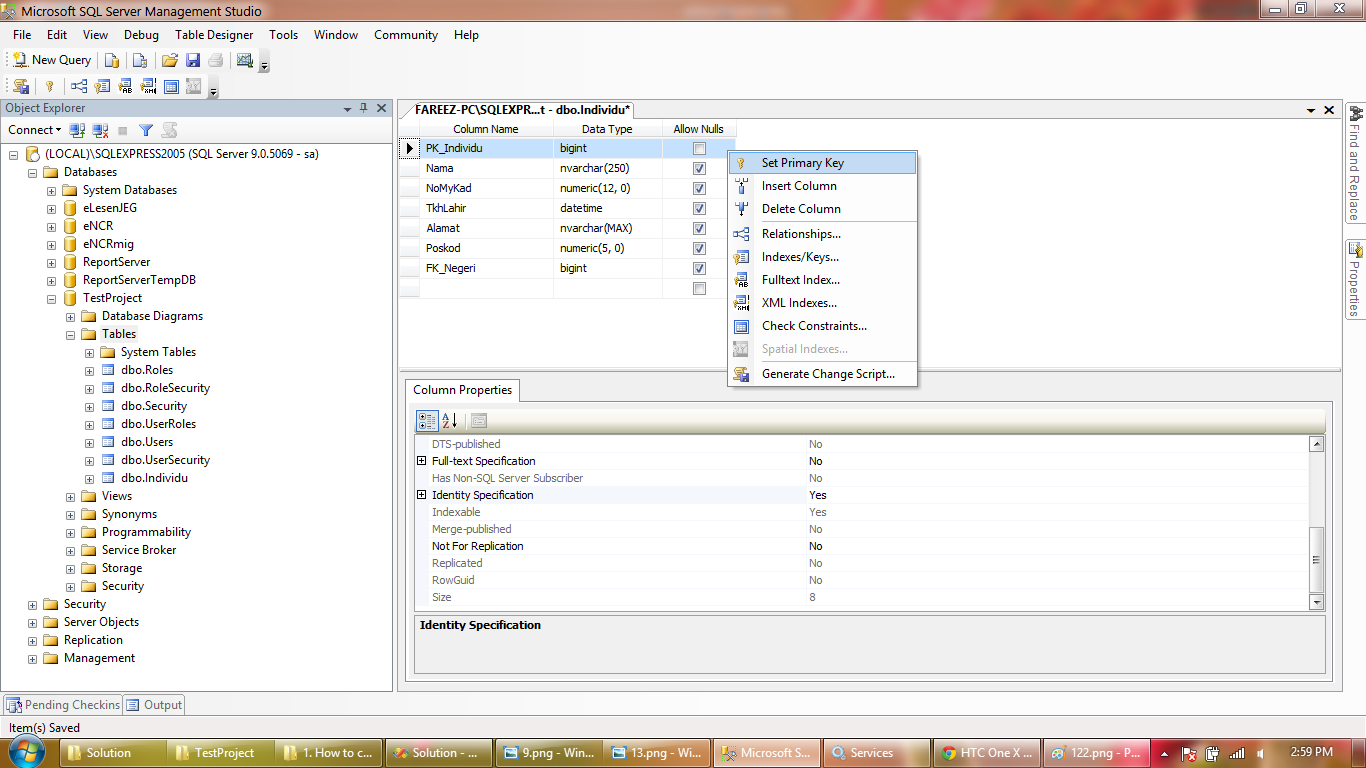 Microsoft SQL Server Management Studio
File Edit View Debug Table Designer Tools Window Community Help
New Query
Object Explorer
Connect
(LOCAL)\SQLEXPRESS2005 (SQL Server 9.0.5069 - sa)
Databases
System Databases
eLesenJEG
eNCR
eNCRmig
ReportServer
ReportServerTempDB
TestProject
Database Diagrams
Tables
System Tables
dbo.Roles
dbo.RoleSecurity
dbo.Security
dbo.UserRoles
dbo.Users
dbo.UserSecurity
dbo.Individu
Views
Synonyms
Programmability
Service Broker
Storage
Security
Security
Server Objects
Replication
Management
FAREEZ-PC\SQLEXPR...t - dbo.Individu*
Column Name Data Type Allow Nulls
PK_Individu bigint
Nama nvarchar(250)
NoMyKad numeric(12, 0)
TkhLahir datetime
Alamat nvarchar(MAX)
Poskod numeric(5, 0)
FK_Negeri bigint
Set Primary Key
Insert Column
Delete Column
Relationships...
Indexes/Keys...
Fulltext Index...
XML Indexes...
Check Constraints...
Spatial Indexes...
Generate Change Script...
Column Properties
DTS-published No
Full-text Specification No
Has Non-SQL Server Subscriber No
Identity Specification Yes
Indexable Yes
Merge-published No
Not For Replication No
Replicated No
RowGuid No
Size 8
Identity Specification
Find and Replace
Properties
Pending Checkins Output
Item(s) Saved
Solution TestProject 1. How to c... Solution - ... 9.png - Win... 13.png - Wi... Microsoft S... Services HTC One X ... 122.png - P... 2:59 PM